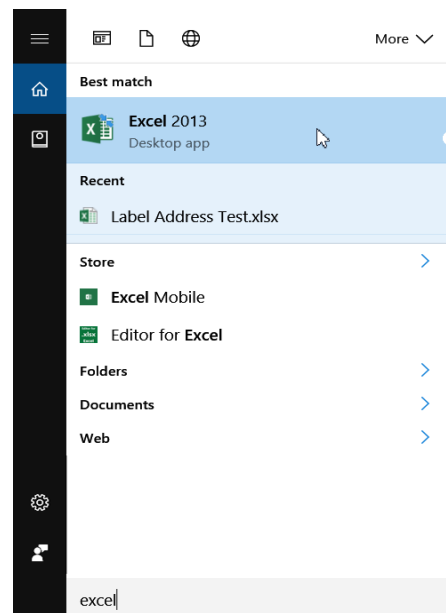 More
Best match
Excel 2013
Desktop app
Recent
Label Address Test.xlsx
Store
Excel Mobile
Editor for Excel
Folders
Documents
Web
excel